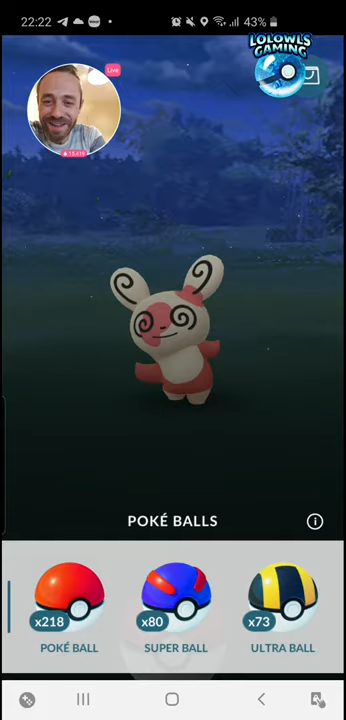 22:22
43%
LOLOWLS
GAMING
Live
POKÉ BALLS
x218
x80
x73
POKÉ BALL
SUPER BALL
ULTRA BALL